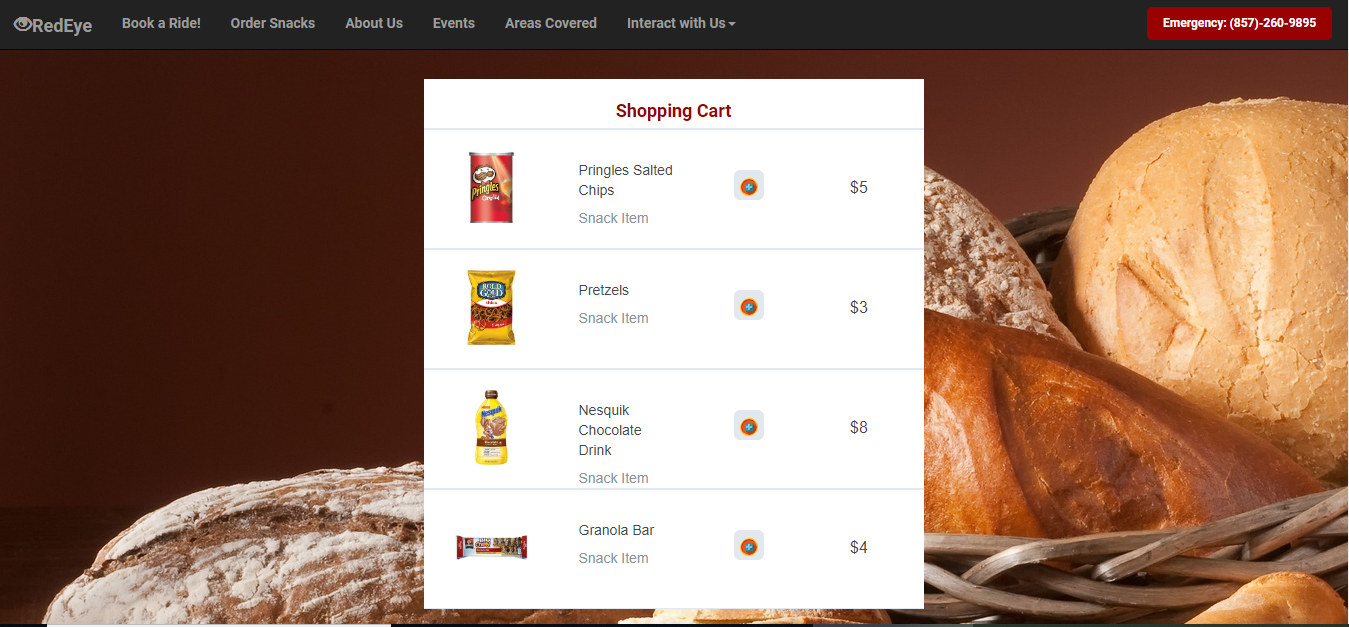 RedEye Book a Ride! Order Snacks About Us Events Areas Covered Interact with Us Emergency: (857)-260-9895
Shopping Cart
Pringles
Pringles Salted
Chips
Snack Item
$5
ROLD
GOLD
Pretzels
Snack Item
$3
Nesquik
Nesquik
Chocolate
Drink
Snack Item
$8
Granola Bar
Snack Item
$4